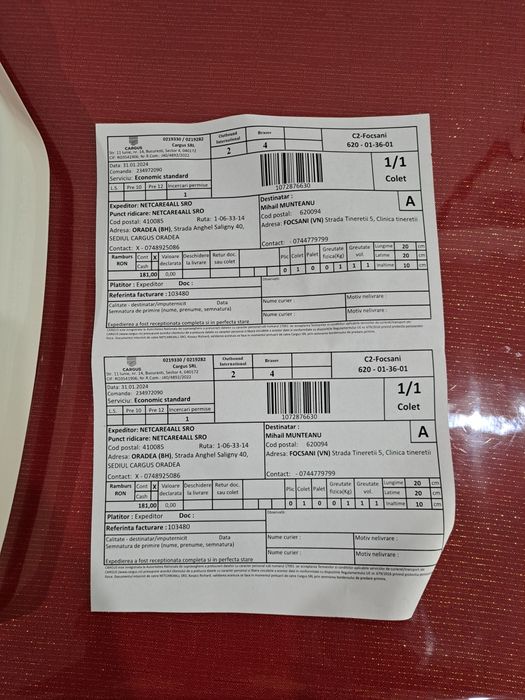 CARGUS
0219330 / 0219282
Cargus SRL
Str. 11 Iunie, nr. 14, Bucuresti, Sector 4, 040172
CIF: RO3541906, Nr.R.Com.: J40/4892/2022
Outbound
International
2
Brasov
4
C2-Focsani
620 - 01-36-01
Data: 31.01.2024
Comanda 234972090
Serviciu: Economic standard
L.S. Pre 10 Pre 12 Incercari permise
1
1072876630
1/1
Colet
Expeditor: NETCARE4ALL SRO
Punct ridicare: NETCARE4ALL SRO
Cod postal: 410085 Ruta: 1-06-33-14
Adresa: ORADEA (BH), Strada Anghel Saligny 40,
SEDIUL CARGUS ORADEA
Contact: X - 0748925086
Destinatar :
Mihail MUNTEANU
Cod postal: 620094
Adresa: FOCSANI (VN) Strada Tineretii 5, Clinica tineretii
Contact: - 0744779799
A
Ramburs RON Cont X Cash Valoare declarata Deschidere la livrare Retur doc. sau colet
181,00 0,00
Plic Colet Palet Greutate fizica(Kg) Greutate vol.
0 1 0 0 1 1 1
Lungime 20 cm
Latime 20 cm
Inaltime 10 cm
Platitor : Expeditor Doc :
Observatii:
Referinta facturare :103480
Calitate - destinatar/imputernicit Data
Semnatura de primire (nume, prenume, semnatura)
Nume curier : Motiv nelivrare :
Nume curier : Motiv nelivrare :
Expedierea a fost receptionata completa si in perfecta stare
CARGUS
0219330 / 0219282
Cargus SRL
Str. 11 Iunie, nr. 14, Bucuresti, Sector 4, 040172
CIF: RO3541906, Nr.R.Com.: J40/4892/2022
Outbound
International
2
Brasov
4
C2-Focsani
620 - 01-36-01
Data: 31.01.2024
Comanda: 234972090
Serviciu: Economic standard
L.S. Pre 10 Pre 12 Incercari permise
1
1072876630
1/1
Colet
Expeditor: NETCARE4ALL SRO
Punct ridicare: NETCARE4ALL SRO
Cod postal: 410085 Ruta: 1-06-33-14
Adresa: ORADEA (BH), Strada Anghel Saligny 40,
SEDIUL CARGUS ORADEA
Contact: X - 0748925086
Destinatar :
Mihail MUNTEANU
Cod postal : 620094
Adresa: FOCSANI (VN) Strada Tineretii 5, Clinica tineretii
Contact: - 0744779799
A
Ramburs RON Cont X Cash Valoare declarata Deschidere la livrare Retur doc. sau colet
181,00 0,00
Plic Colet Palet Greutate fizica(Kg) Greutate vol.
0 1 0 0 1 1 1
Lungime 20 cm
Latime 20 cm
Inaltime 10 cm
Platitor : Expeditor Doc :
Observatii:
Referinta facturare :103480
Calitate - destinatar/imputernicit Data
Semnatura de primire (nume, prenume, semnatura)
Nume curier : Motiv nelivrare :
Nume curier : Motiv nelivrare :
Expedierea a fost receptionata completa si in perfecta stare